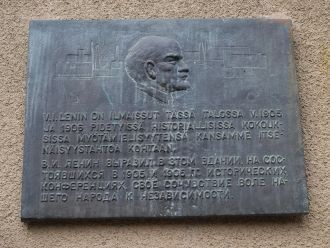 V.I. LENIN ON ILMAISSUT TÄSSÄ TALOSSA V. 1905
JA 1906 PIDETYISSÄ HISTORIALLISISSA KOKOUK-
SISSA MYÖTÄMIELISYYTENSÄ KANSAMME ITSE-
NÄISYYSTAHTOA KOHTAAN.
В.И. ЛЕНИН ВЫРАЗИЛ В ЭТОМ ЗДАНИИ, НА СОС-
ТОЯВШИХСЯ В 1905 И 1906 ГГ. ИСТОРИЧЕСКИХ
КОНФЕРЕНЦИЯХ, СВОЕ СОЧУВСТВИЕ ВОЛЕ НА-
ШЕГО НАРОДА К НЕЗАВИСИМОСТИ.